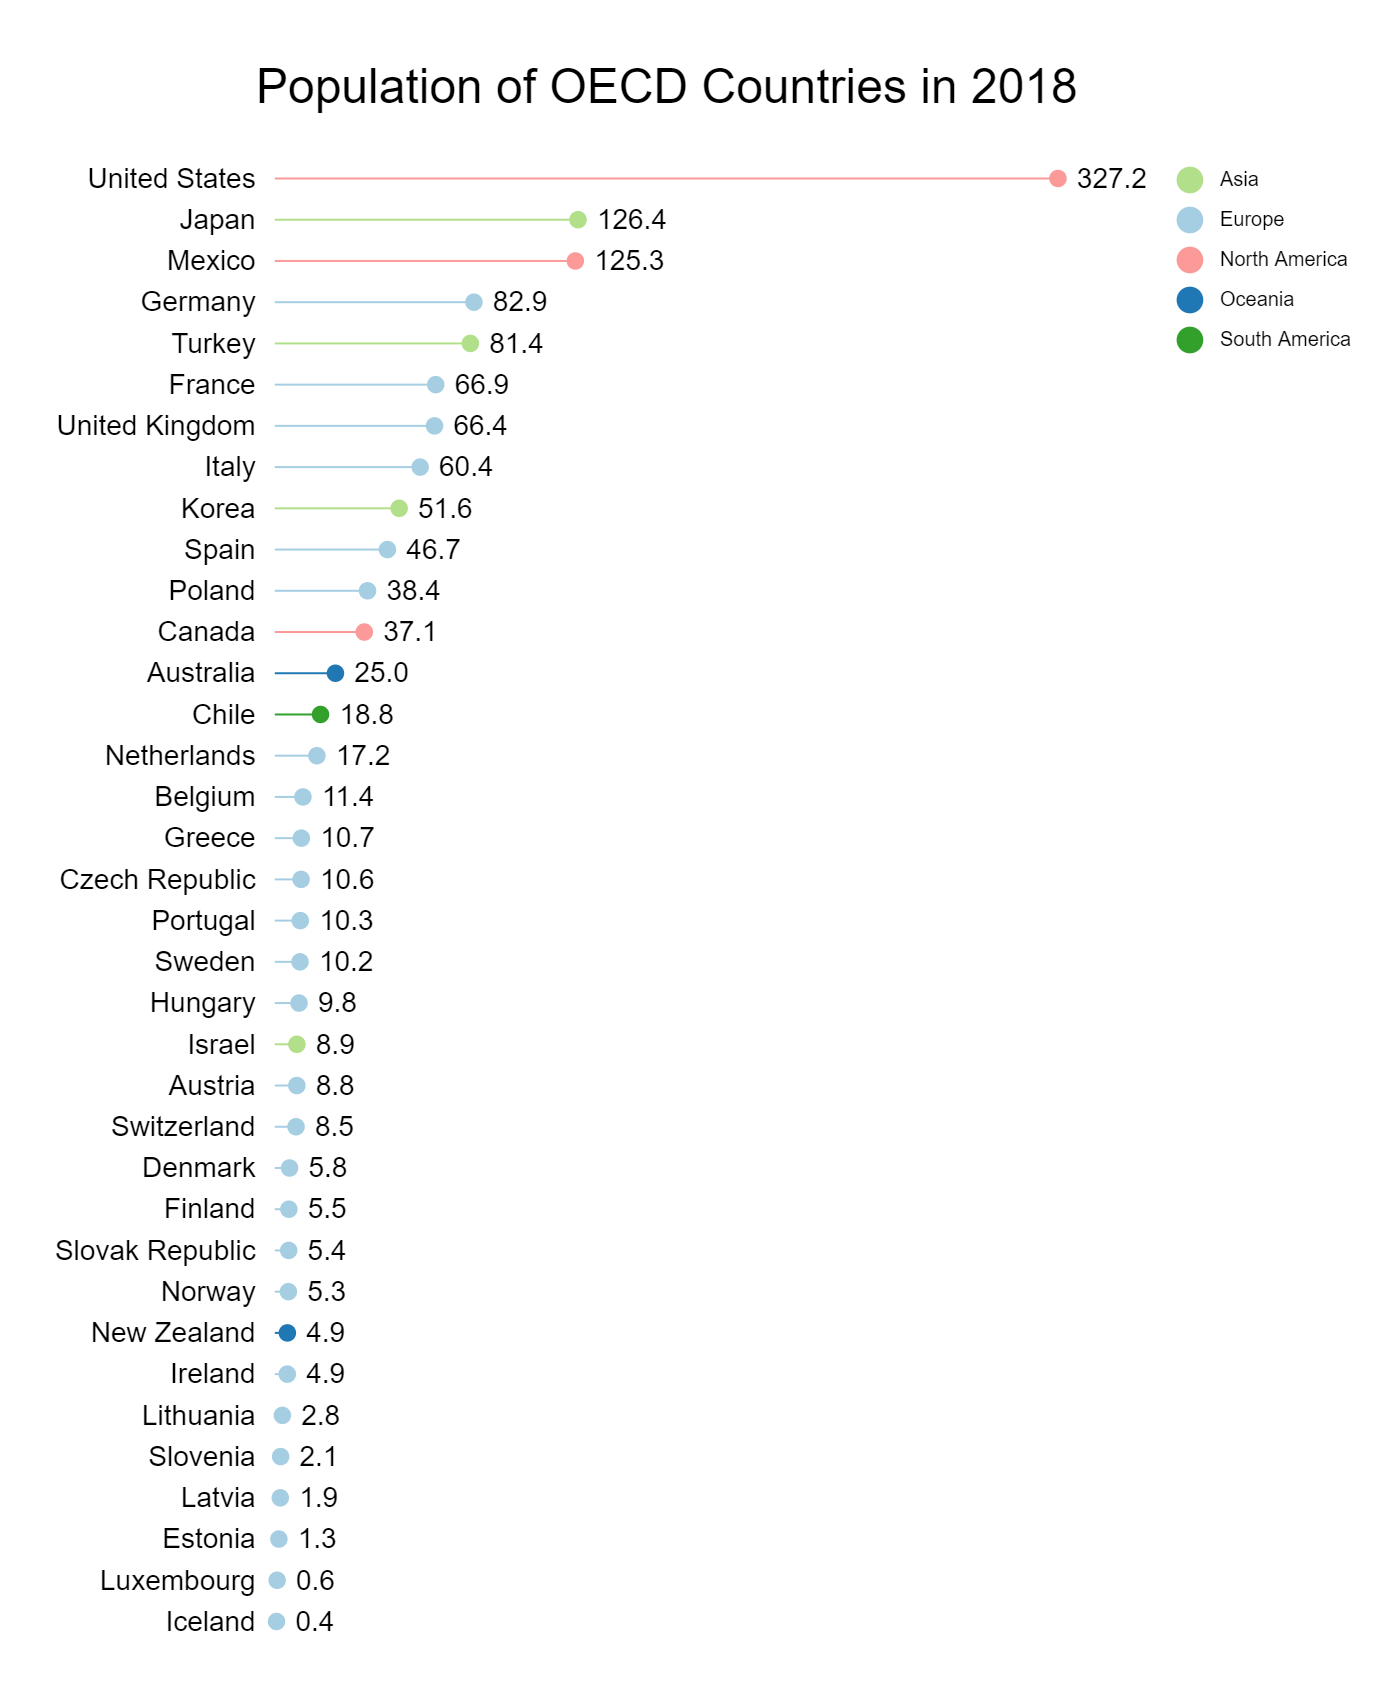 Population of OECD Countries in 2018
United States 327.2
Japan 126.4
Mexico 125.3
Germany 82.9
Turkey 81.4
France 66.9
United Kingdom 66.4
Italy 60.4
Korea 51.6
Spain 46.7
Poland 38.4
Canada 37.1
Australia 25.0
Chile 18.8
Netherlands 17.2
Belgium 11.4
Greece 10.7
Czech Republic 10.6
Portugal 10.3
Sweden 10.2
Hungary 9.8
Israel 8.9
Austria 8.8
Switzerland 8.5
Denmark 5.8
Finland 5.5
Slovak Republic 5.4
Norway 5.3
New Zealand 4.9
Ireland 4.9
Lithuania 2.8
Slovenia 2.1
Latvia 1.9
Estonia 1.3
Luxembourg 0.6
Iceland 0.4
Asia
Europe
North America
Oceania
South America